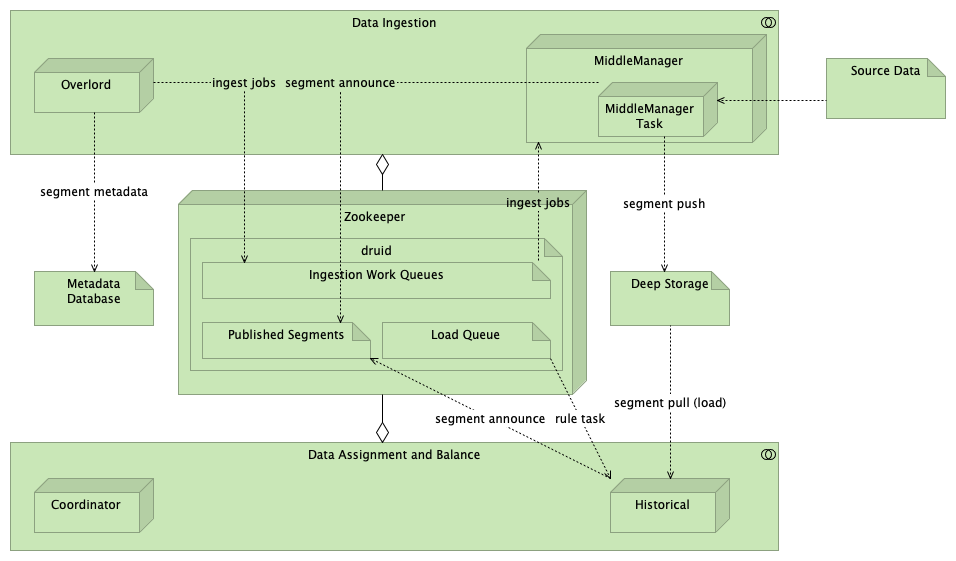 Data Ingestion
MiddleManager
Source Data
Overlord
ingest jobs
segment announce
MiddleManager
Task
segment metadata
ingest jobs
segment push
Zookeeper
druid
Ingestion Work Queues
Metadata
Database
Deep Storage
Published Segments
Load Queue
segment pull (load)
segment announce
rule task
Data Assignment and Balance
Coordinator
Historical